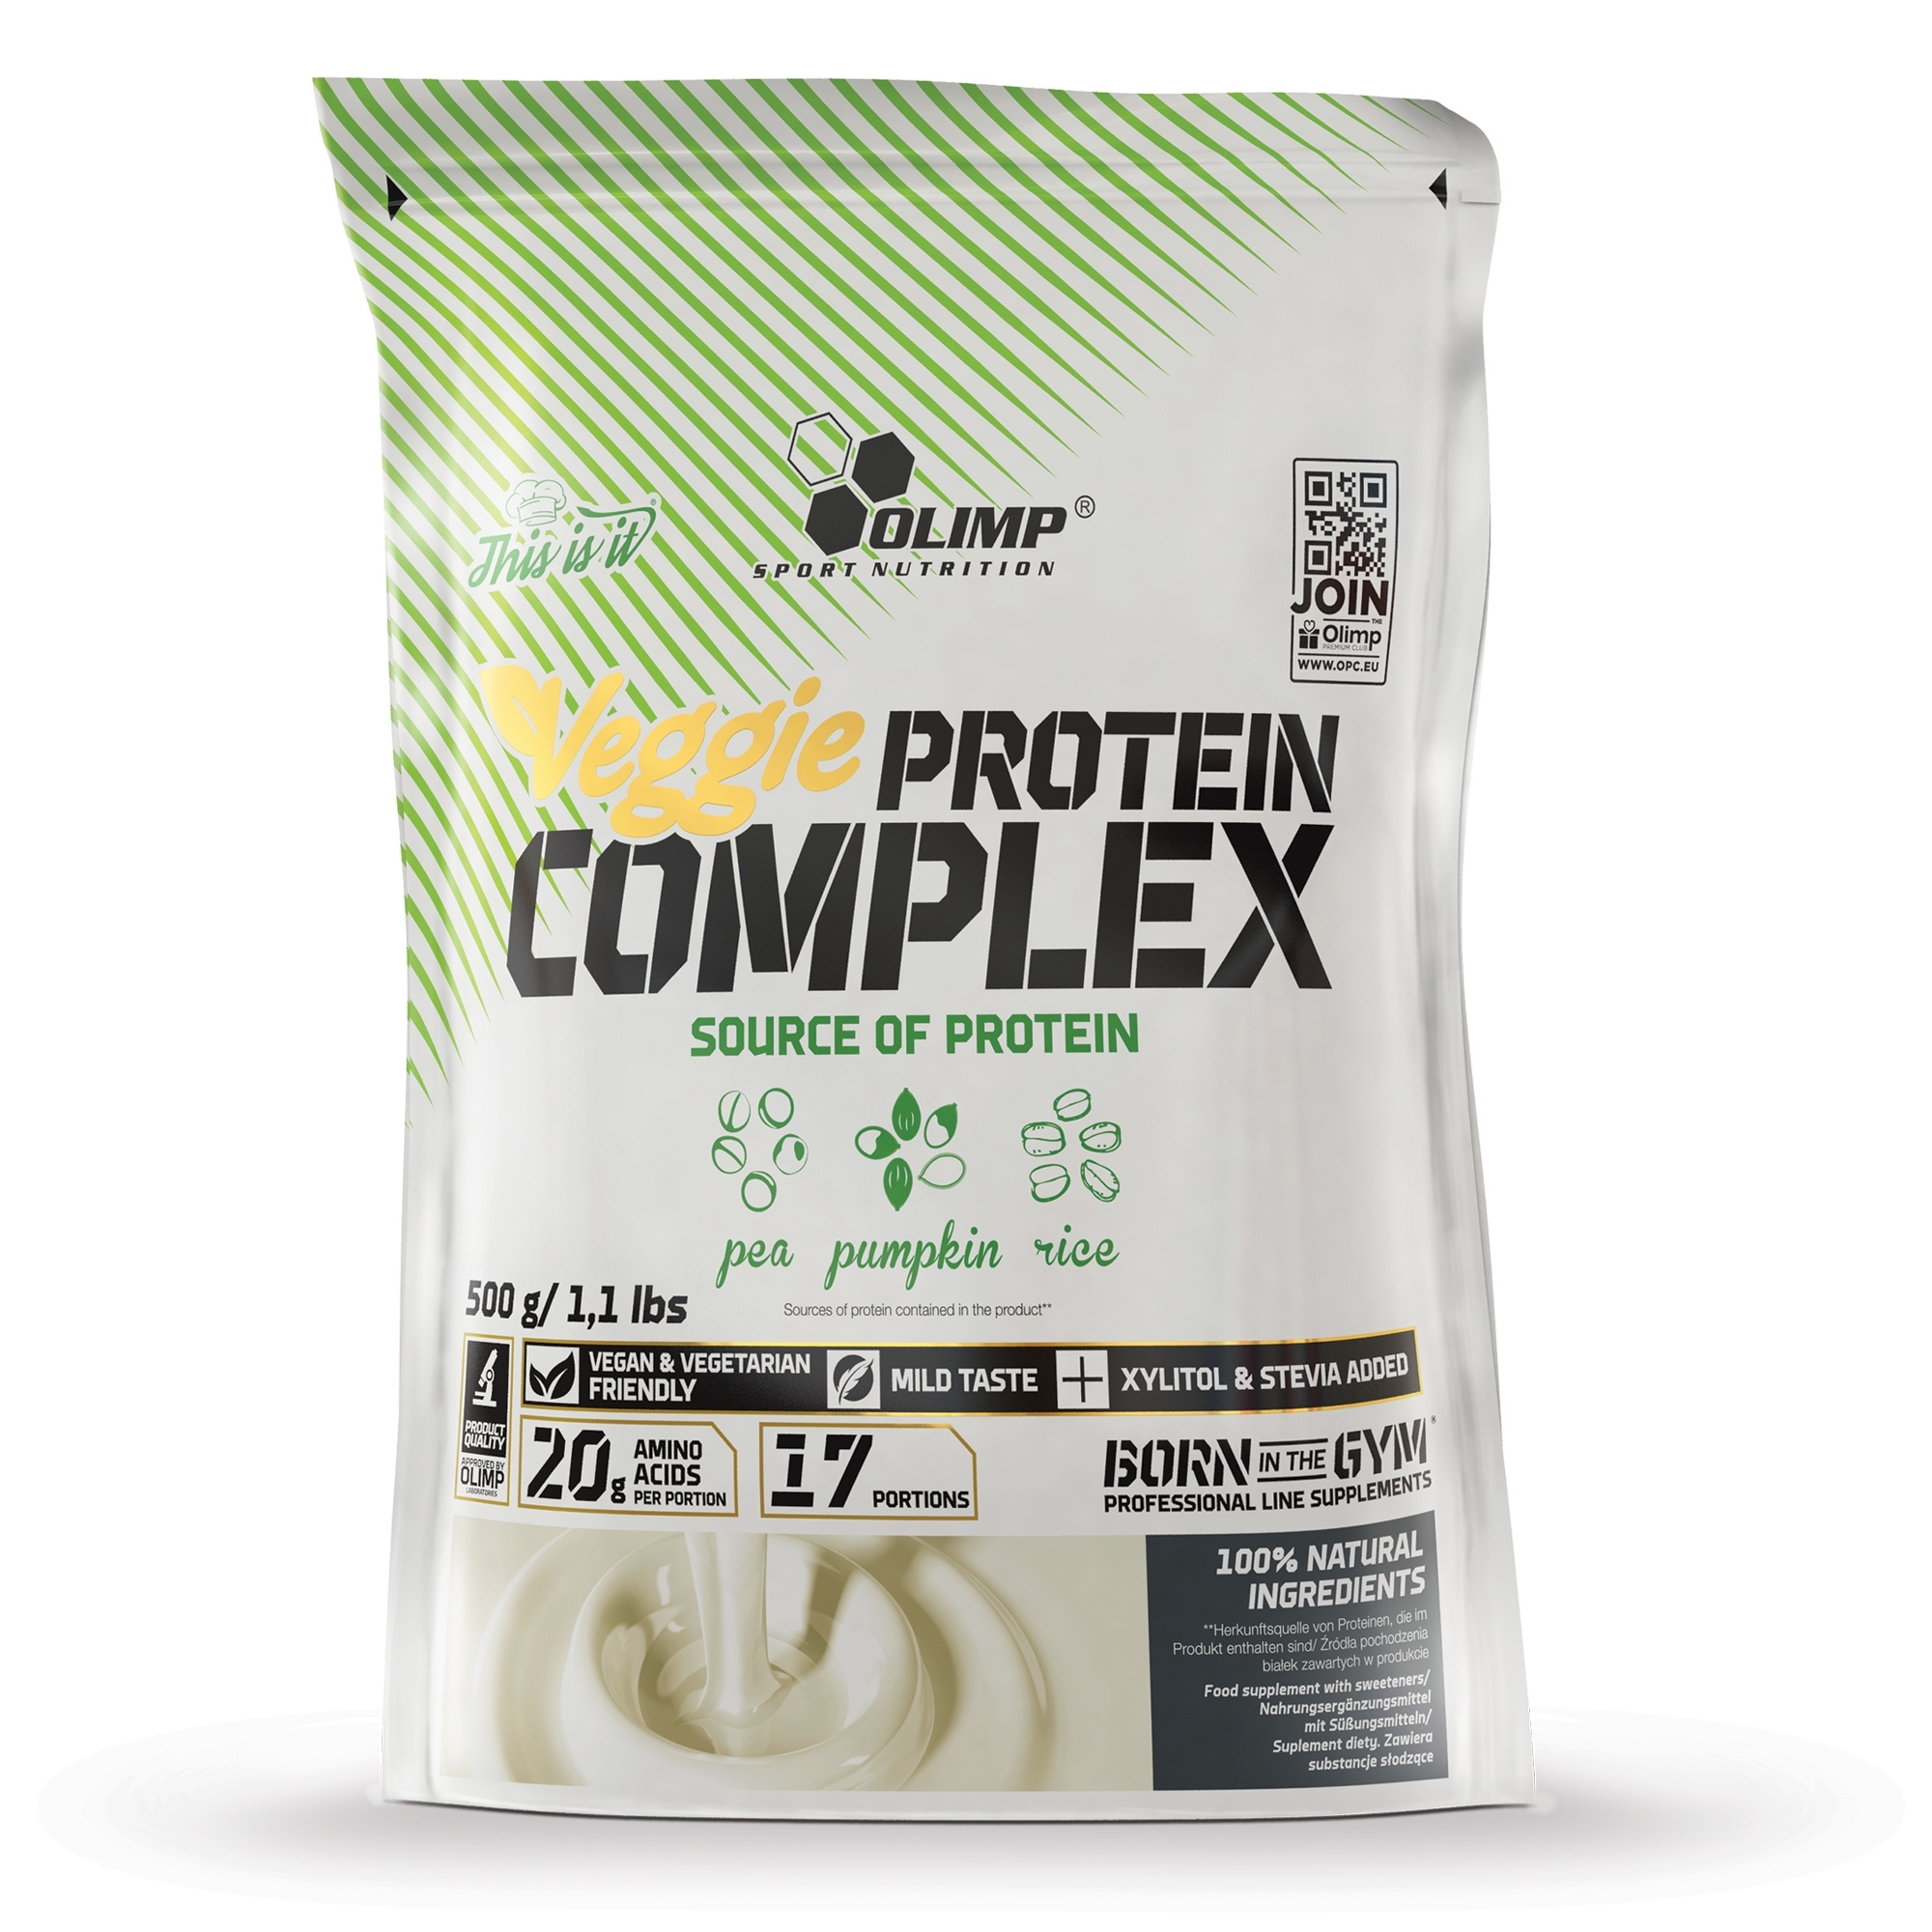 This is it
OLIMP®
SPORT NUTRITION
JOIN
THE
Olimp
PREMIUM CLUB
WWW.OPC.EU
Veggie PROTEIN
COMPLEX
SOURCE OF PROTEIN
pea pumpkin rice
500 g/ 1,1 lbs
Sources of protein contained in the product**
VEGAN & VEGETARIAN
FRIENDLY
MILD TASTE
XYLITOL & STEVIA ADDED
PRODUCT
QUALITY
APPROVED BY
OLIMP
LABORATORIES
20g
AMINO
ACIDS
PER PORTION
17 PORTIONS
BORN IN THE GYM
PROFESSIONAL LINE SUPPLEMENTS
100% NATURAL
INGREDIENTS
**Herkunftsquelle von Proteinen, die im
Produkt enthalten sind/ Źródła pochodzenia
białek zawartych w produkcie
Food supplement with sweeteners/
Nahrungsergänzungsmittel
mit Süßungsmitteln/
Suplement diety. Zawiera
substancje słodzące